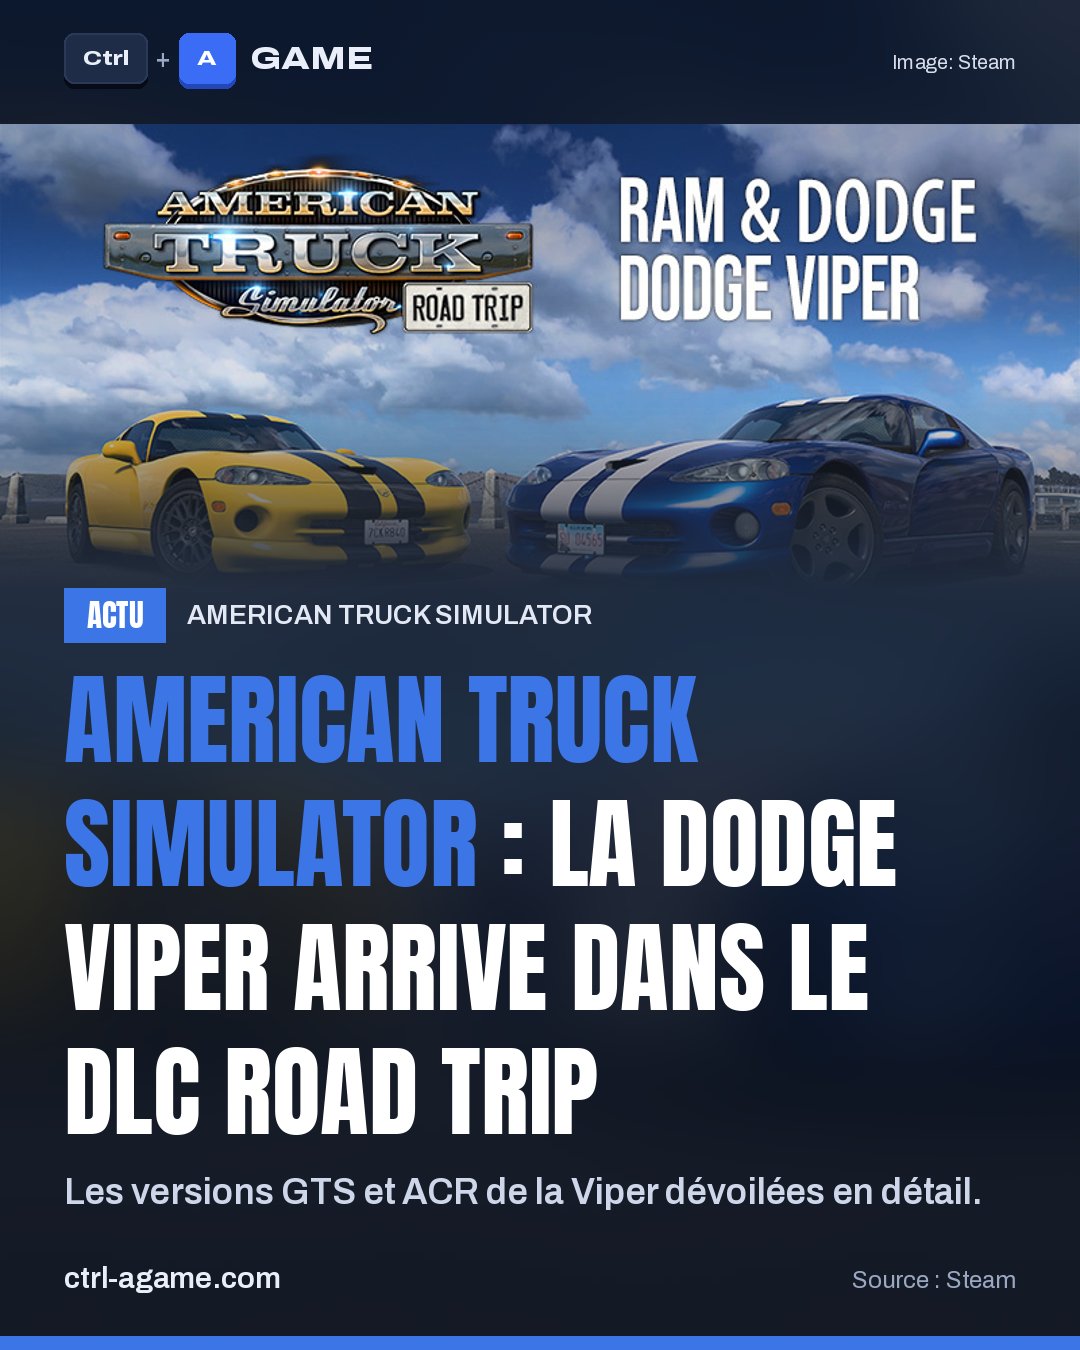 Ctrl + A GAME
Image: Steam
AMERICAN
TRUCK
Simulator ROAD TRIP
RAM & DODGE
DODGE VIPER
ACTU AMERICAN TRUCK SIMULATOR
AMERICAN TRUCK
SIMULATOR : LA DODGE
VIPER ARRIVE DANS LE
DLC ROAD TRIP
Les versions GTS et ACR de la Viper dévoilées en détail.
ctrl-agame.com
Source : Steam